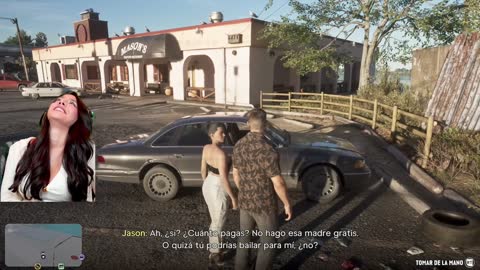 MASON'S
Jason: Ah, ¿sí? ¿Cuánto pagas? No hago esa madre gratis.
O quizá tú podrías bailar para mí, ¿no?
TOMAR DE LA MANO